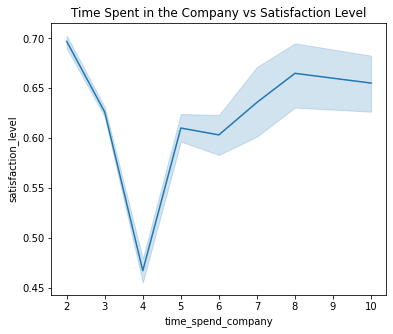 Time Spent in the Company vs Satisfaction Level
satisfaction_level
0.70
0.65
0.60
0.55
0.50
0.45
2 3 4 5 6 7 8 9 10
time_spend_company